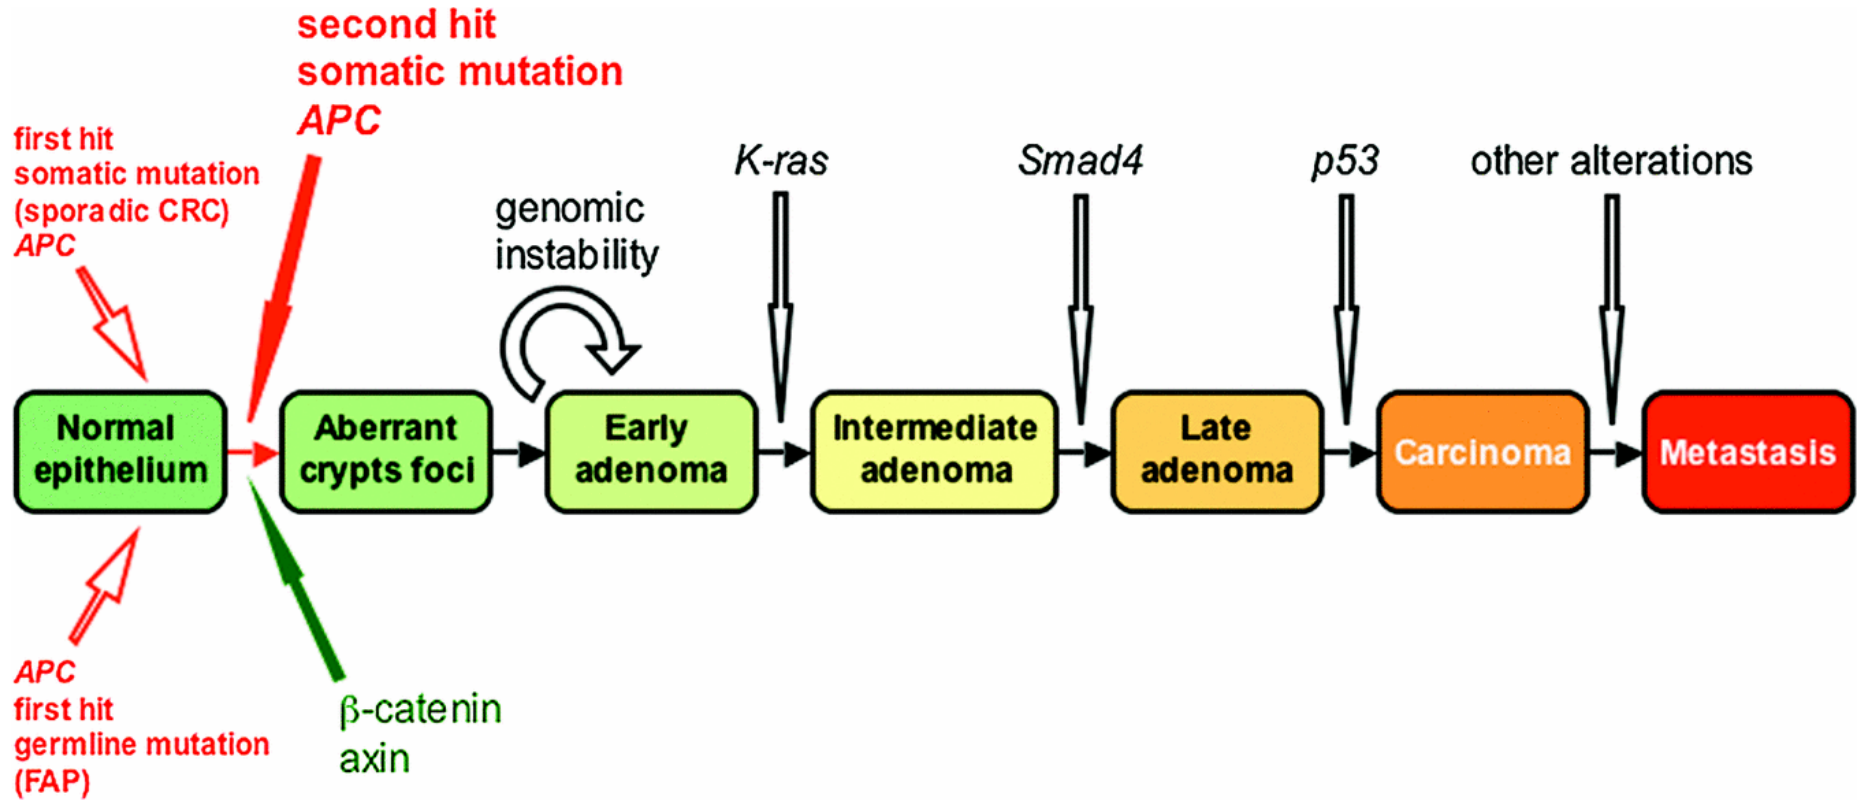 second hit
somatic mutation
APC
first hit
somatic mutation
(sporadic CRC)
APC
genomic
instability
K-ras
Smad4
p53
other alterations
Normal
epithelium
Aberrant
crypts foci
Early
adenoma
Intermediate
adenoma
Late
adenoma
Carcinoma
Metastasis
APC
first hit
germline mutation
(FAP)
β-catenin
axin